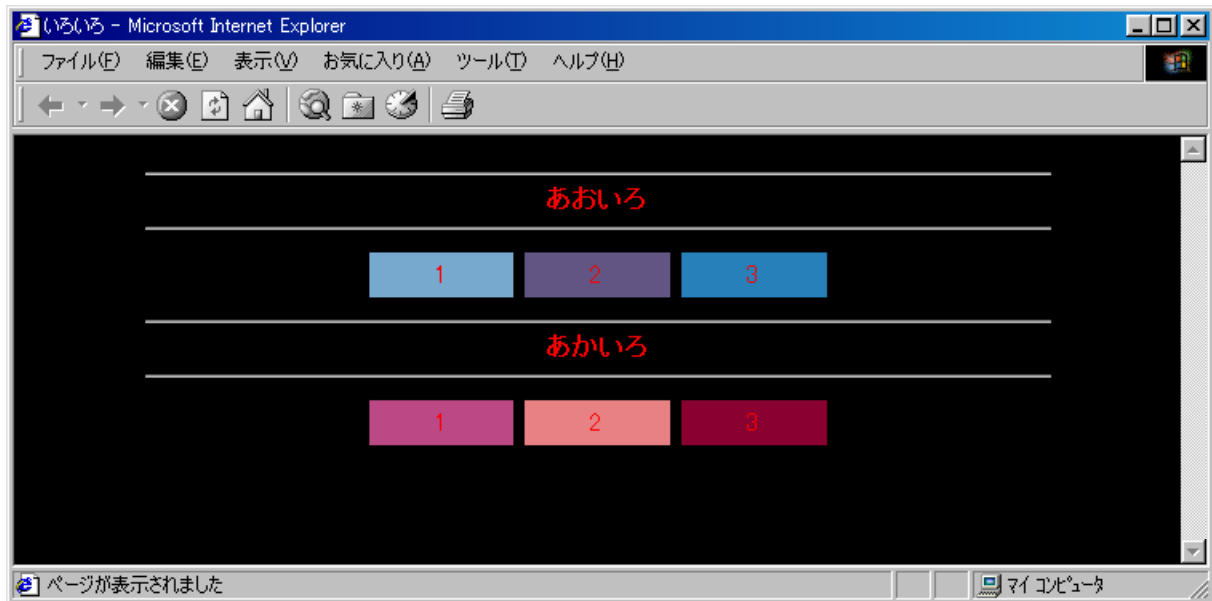 いろいろ - Microsoft Internet Explorer
ファイル(F) 編集(E) 表示(V) お気に入り(A) ツール(T) ヘルプ(H)
あおいろ
1 2 3
あかいろ
1 2 3
ページが表示されました マイ コンピュータ